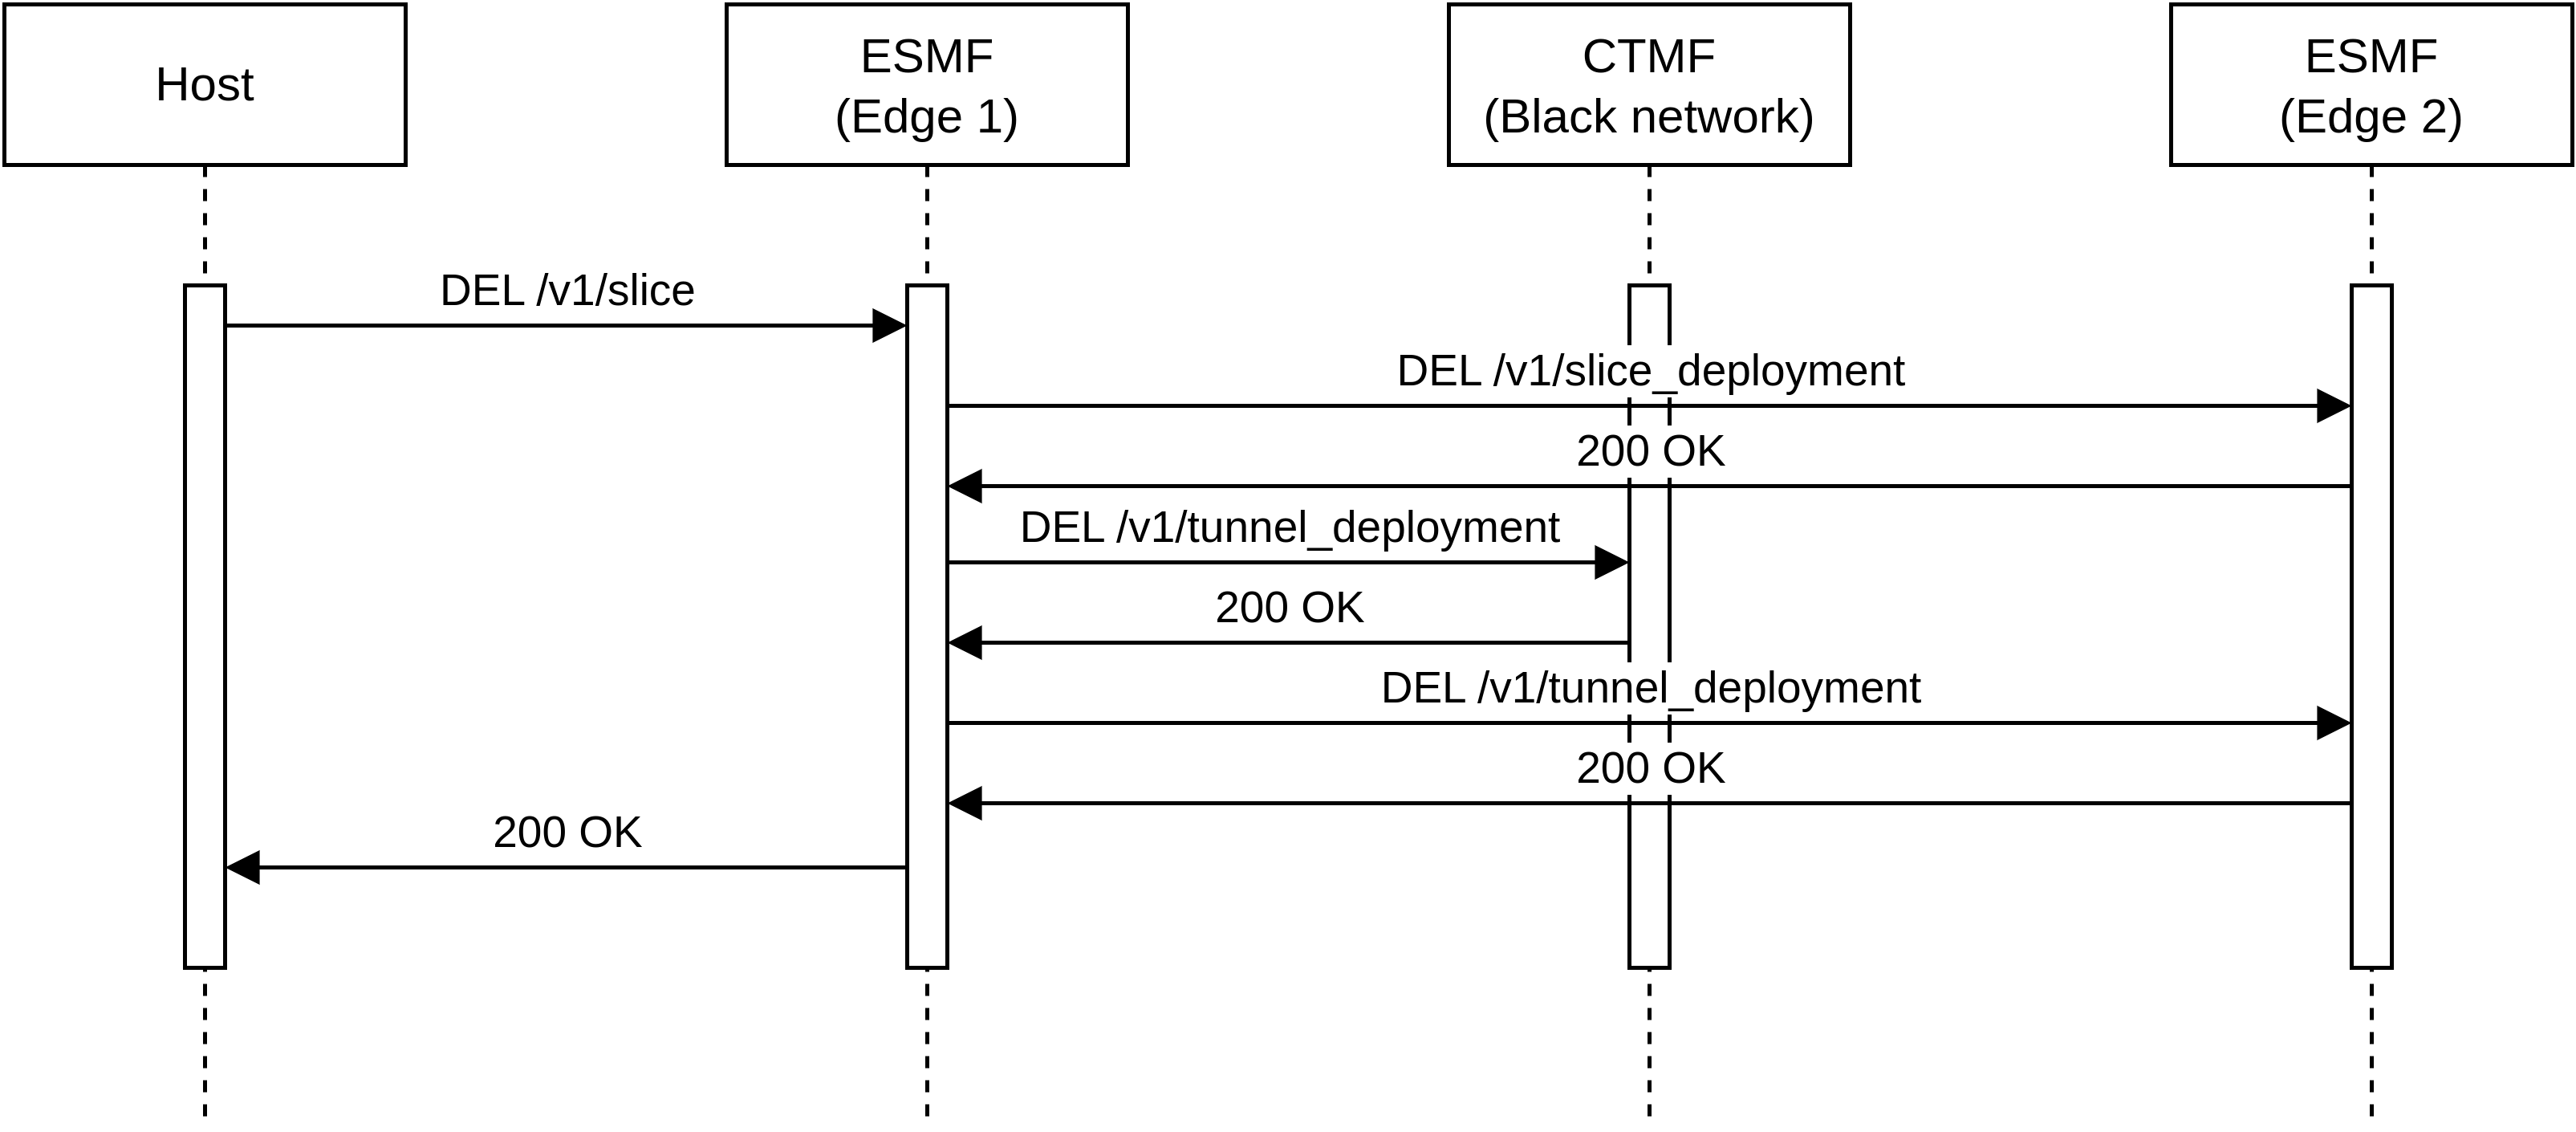 Host
ESMF
(Edge 1)
CTMF
(Black network)
ESMF
(Edge 2)
DEL /v1/slice
DEL /v1/slice_deployment
200 OK
DEL /v1/tunnel_deployment
200 OK
DEL /v1/tunnel_deployment
200 OK
200 OK